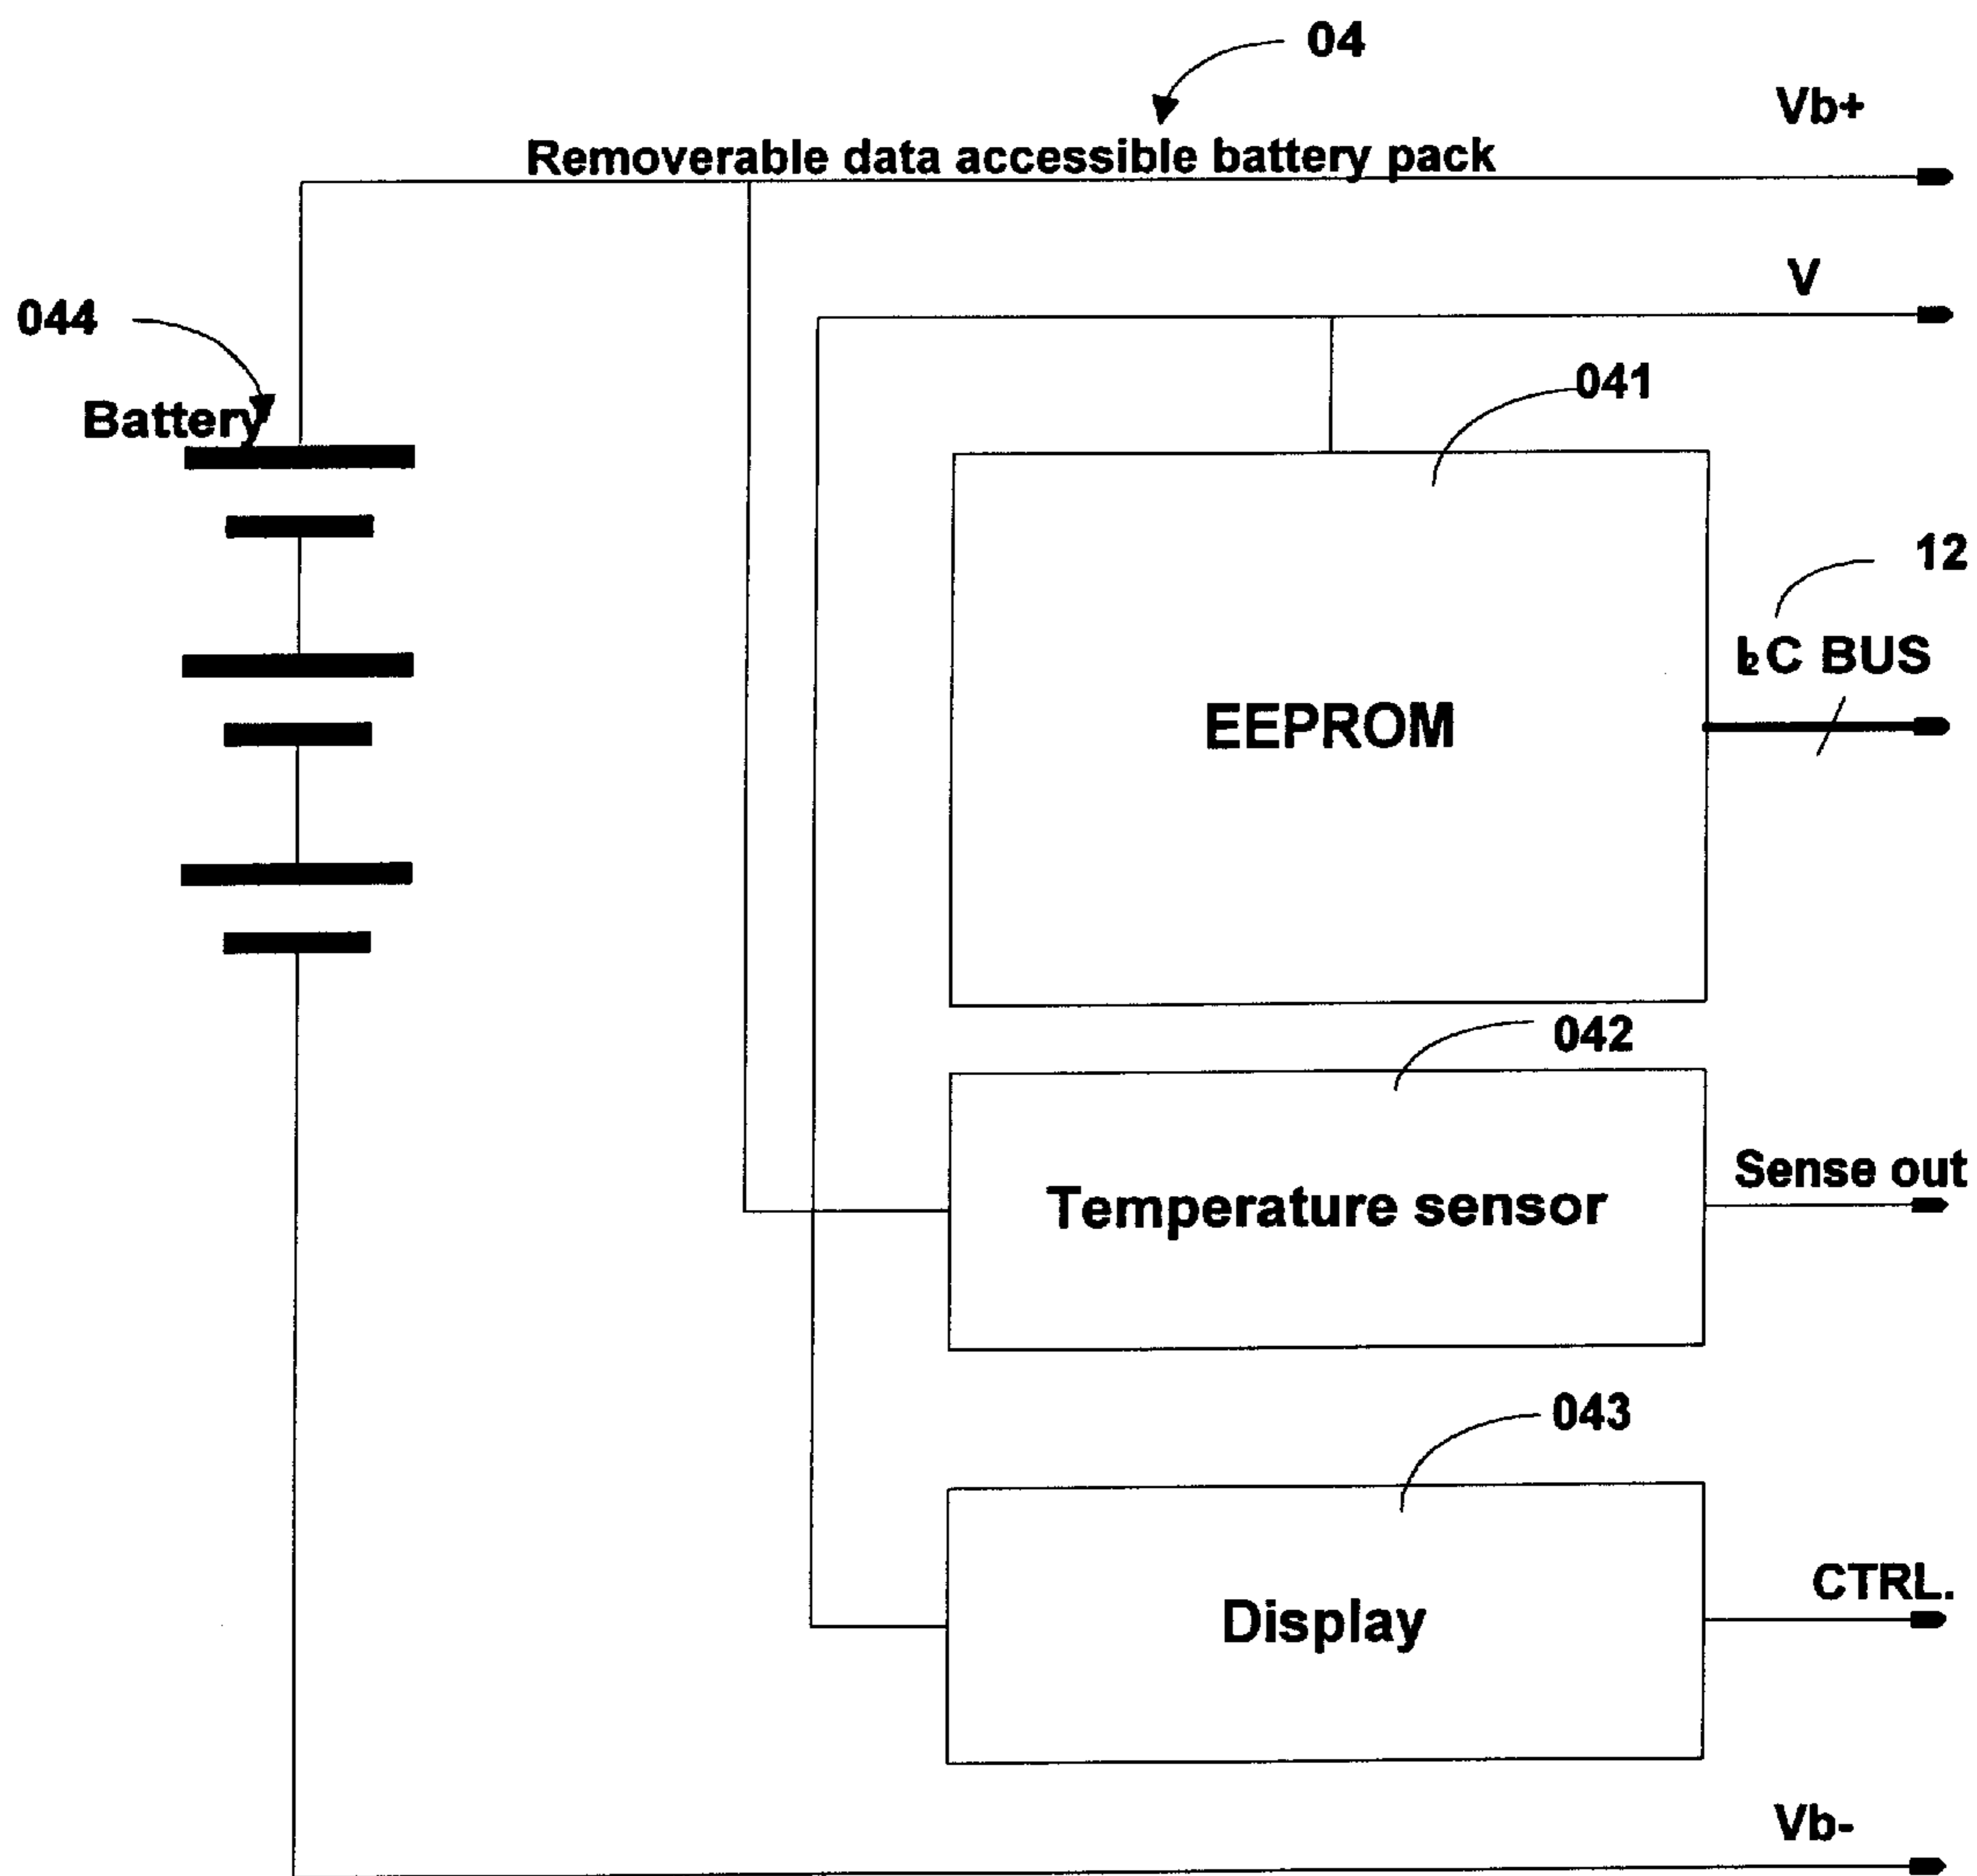 04
Vb+
Removerable data accessible battery pack
V
044
041
Battery
12
I2C BUS
EEPROM
042
Sense out
Temperature sensor
043
CTRL.
Display
Vb-